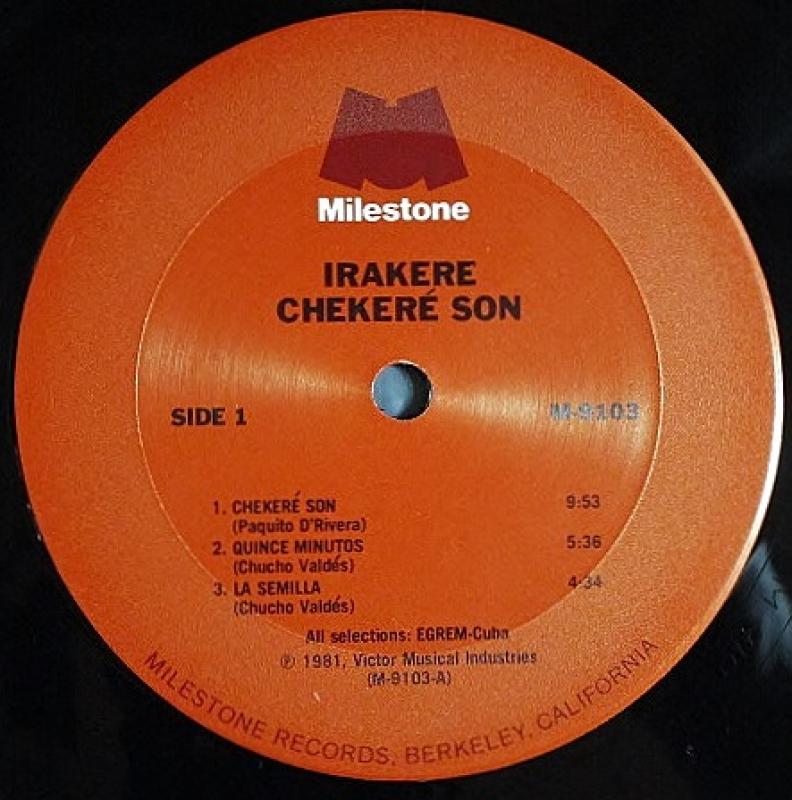 Milestone
IRAKERE
CHEKERÉ SON
SIDE 1 M-9103
1. CHEKERÉ SON 9:53
(Paquito D'Rivera)
2. QUINCE MINUTOS 5:36
(Chucho Valdés)
3. LA SEMILLA 4:34
(Chucho Valdés)
All selections: EGREM-Cuba
℗ 1981, Victor Musical Industries
(M-9103-A)
MILESTONE RECORDS, BERKELEY, CALIFORNIA